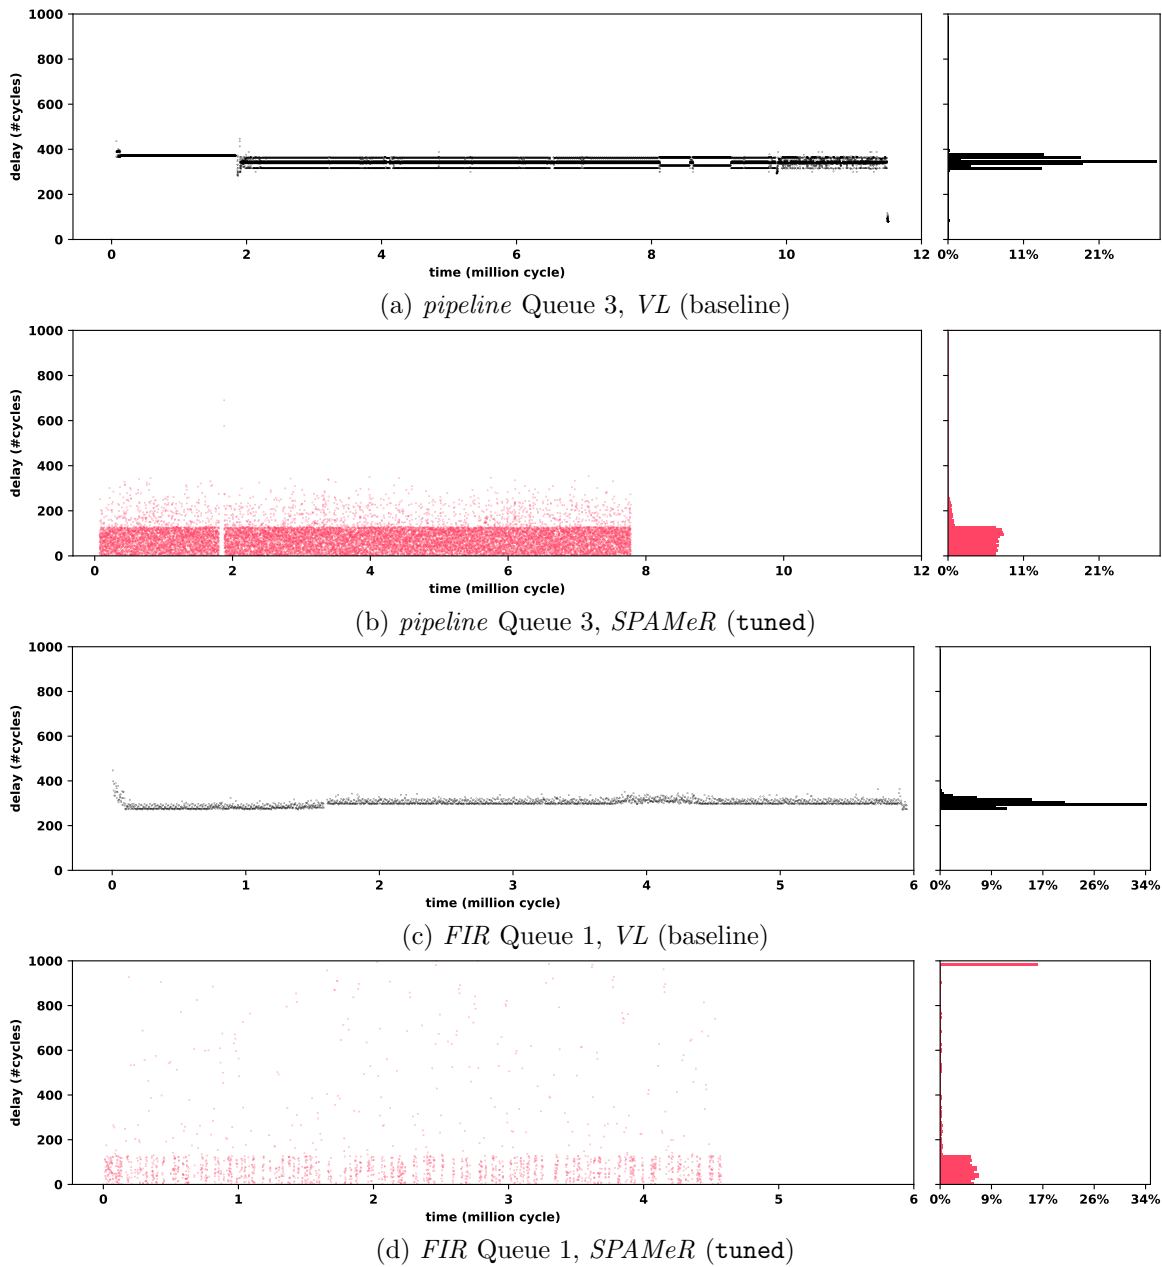 1000
800
600
400
200
0
delay (#cycles)
0 2 4 6 8 10 12
time (million cycle)
0% 11% 21%
(a) pipeline Queue 3, VL (baseline)
1000
800
600
400
200
0
delay (#cycles)
0 2 4 6 8 10 12
time (million cycle)
0% 11% 21%
(b) pipeline Queue 3, SPAMeR (tuned)
1000
800
600
400
200
0
delay (#cycles)
0 1 2 3 4 5 6
time (million cycle)
0% 9% 17% 26% 34%
(c) FIR Queue 1, VL (baseline)
1000
800
600
400
200
0
delay (#cycles)
0 1 2 3 4 5 6
time (million cycle)
0% 9% 17% 26% 34%
(d) FIR Queue 1, SPAMeR (tuned)